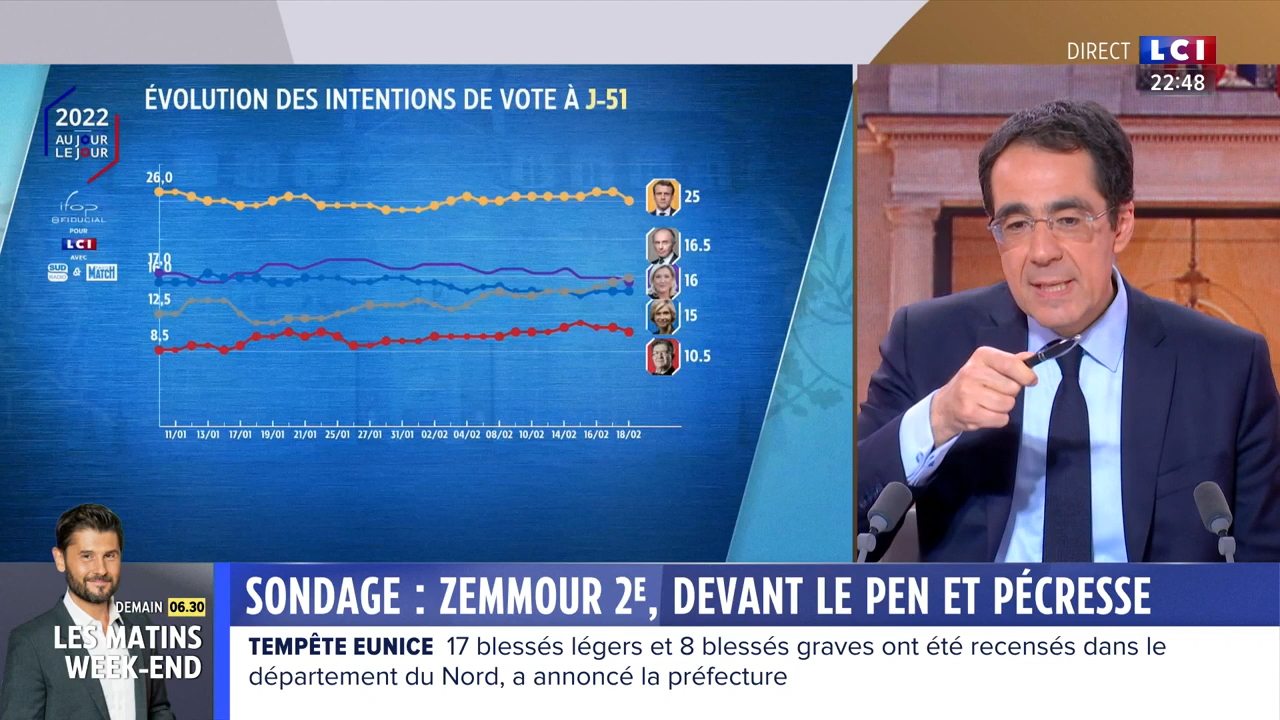 DIRECT LCI
22:48
ÉVOLUTION DES INTENTIONS DE VOTE À J-51
2022
AU JOUR
LE JOUR
ifop
FIDUCIAL
POUR
LCI
AVEC
SUD RADIO & MATCH
26,0
17,0
16,0
12,5
8,5
25
16.5
16
15
10.5
11/01 13/01 17/01 19/01 21/01 25/01 27/01 31/01 02/02 04/02 08/02 10/02 14/02 16/02 18/02
DEMAIN 06.30
LES MATINS
WEEK-END
SONDAGE : ZEMMOUR 2E, DEVANT LE PEN ET PÉCRESSE
TEMPÊTE EUNICE 17 blessés légers et 8 blessés graves ont été recensés dans le
département du Nord, a annoncé la préfecture